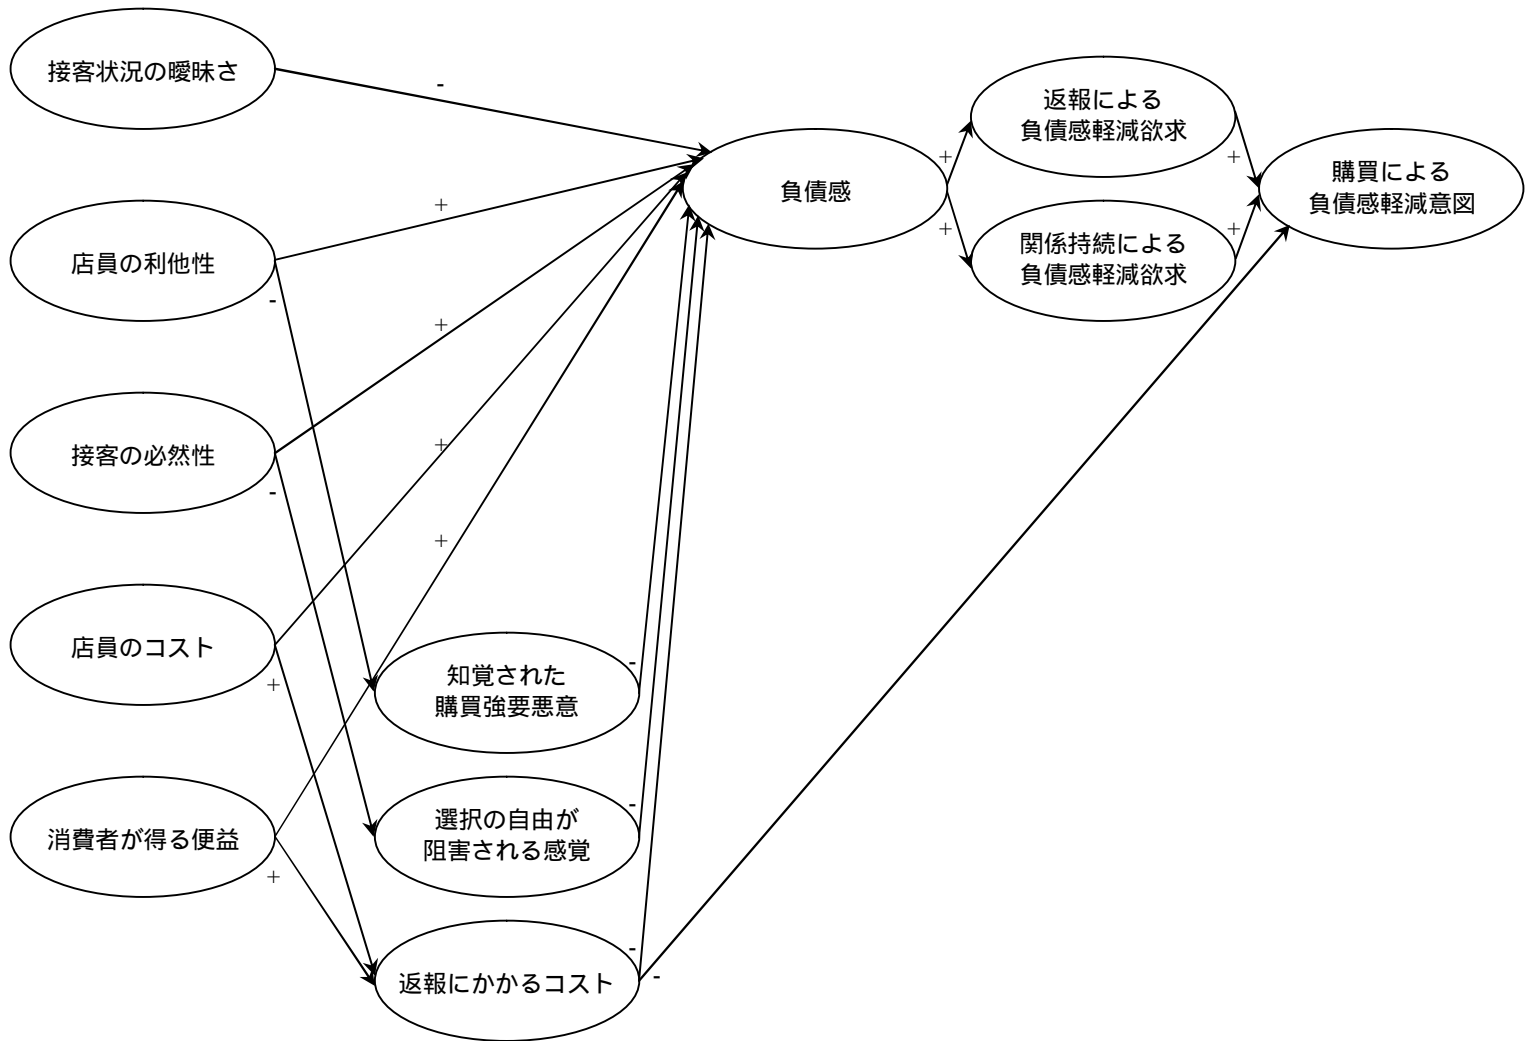 接客状況の曖昧さ
-
返報による
負債感軽減欲求
+
+
購買による
負債感軽減意図
負債感
+
店員の利他性
-
+
+
関係持続による
負債感軽減欲求
+
接客の必然性
-
+
+
店員のコスト
+
知覚された
購買強要悪意
-
消費者が得る便益
+
選択の自由が
阻害される感覚
-
返報にかかるコスト
-
-